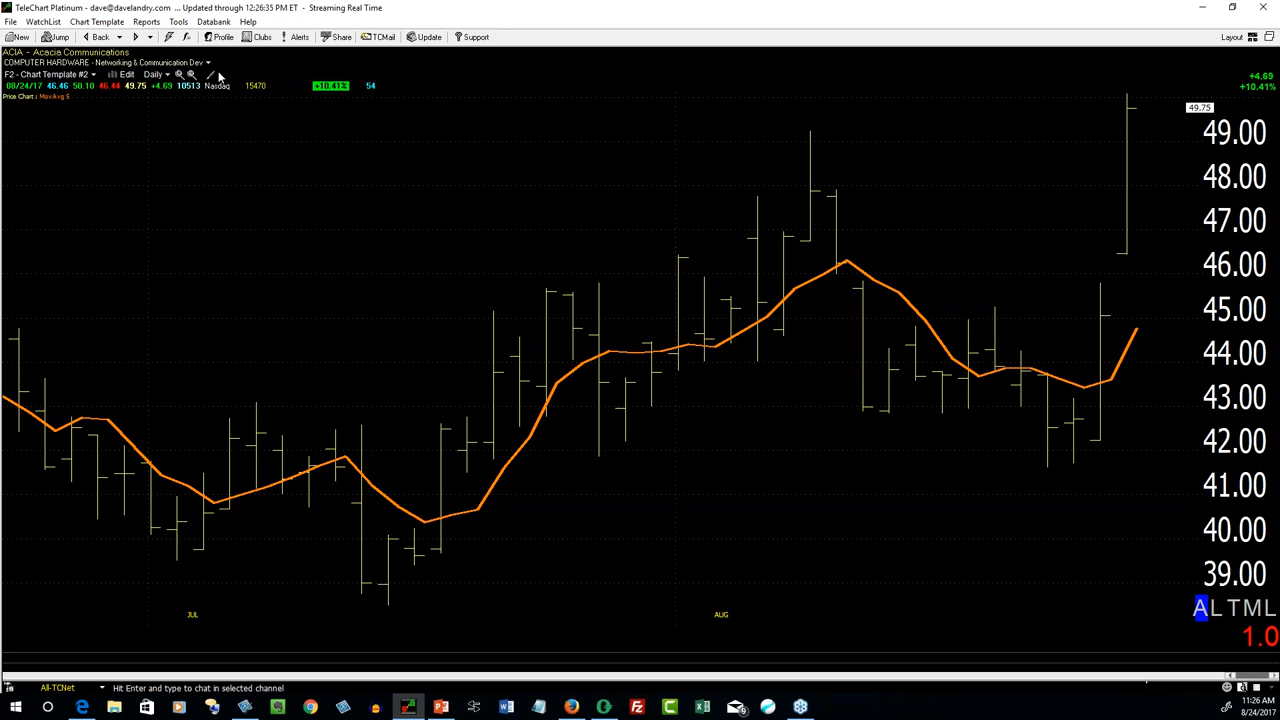 TeleChart Platinum - dave@davelandry.com ... Updated through 12:26:35 PM ET - Streaming Real Time
File WatchList Chart Template Reports Tools Databank Help
New Jump Back Profile Clubs Alerts Share TCMail Update Support Layout
ACIA - Acacia Communications
COMPUTER HARDWARE - Networking & Communication Dev
F2 - Chart Template #2 Edit Daily
+4.69
08/24/17 46.46 50.10 46.44 49.75 +4.69 10513 Nasdaq 15470 +10.41% 54
+10.41%
Price Chart : MovAvg 5
49.75
49.00
48.00
47.00
46.00
45.00
44.00
43.00
42.00
41.00
40.00
39.00
JUL AUG
ALTML
1.0
All-TCNet Hit Enter and type to chat in selected channel
11:26 AM
8/24/2017